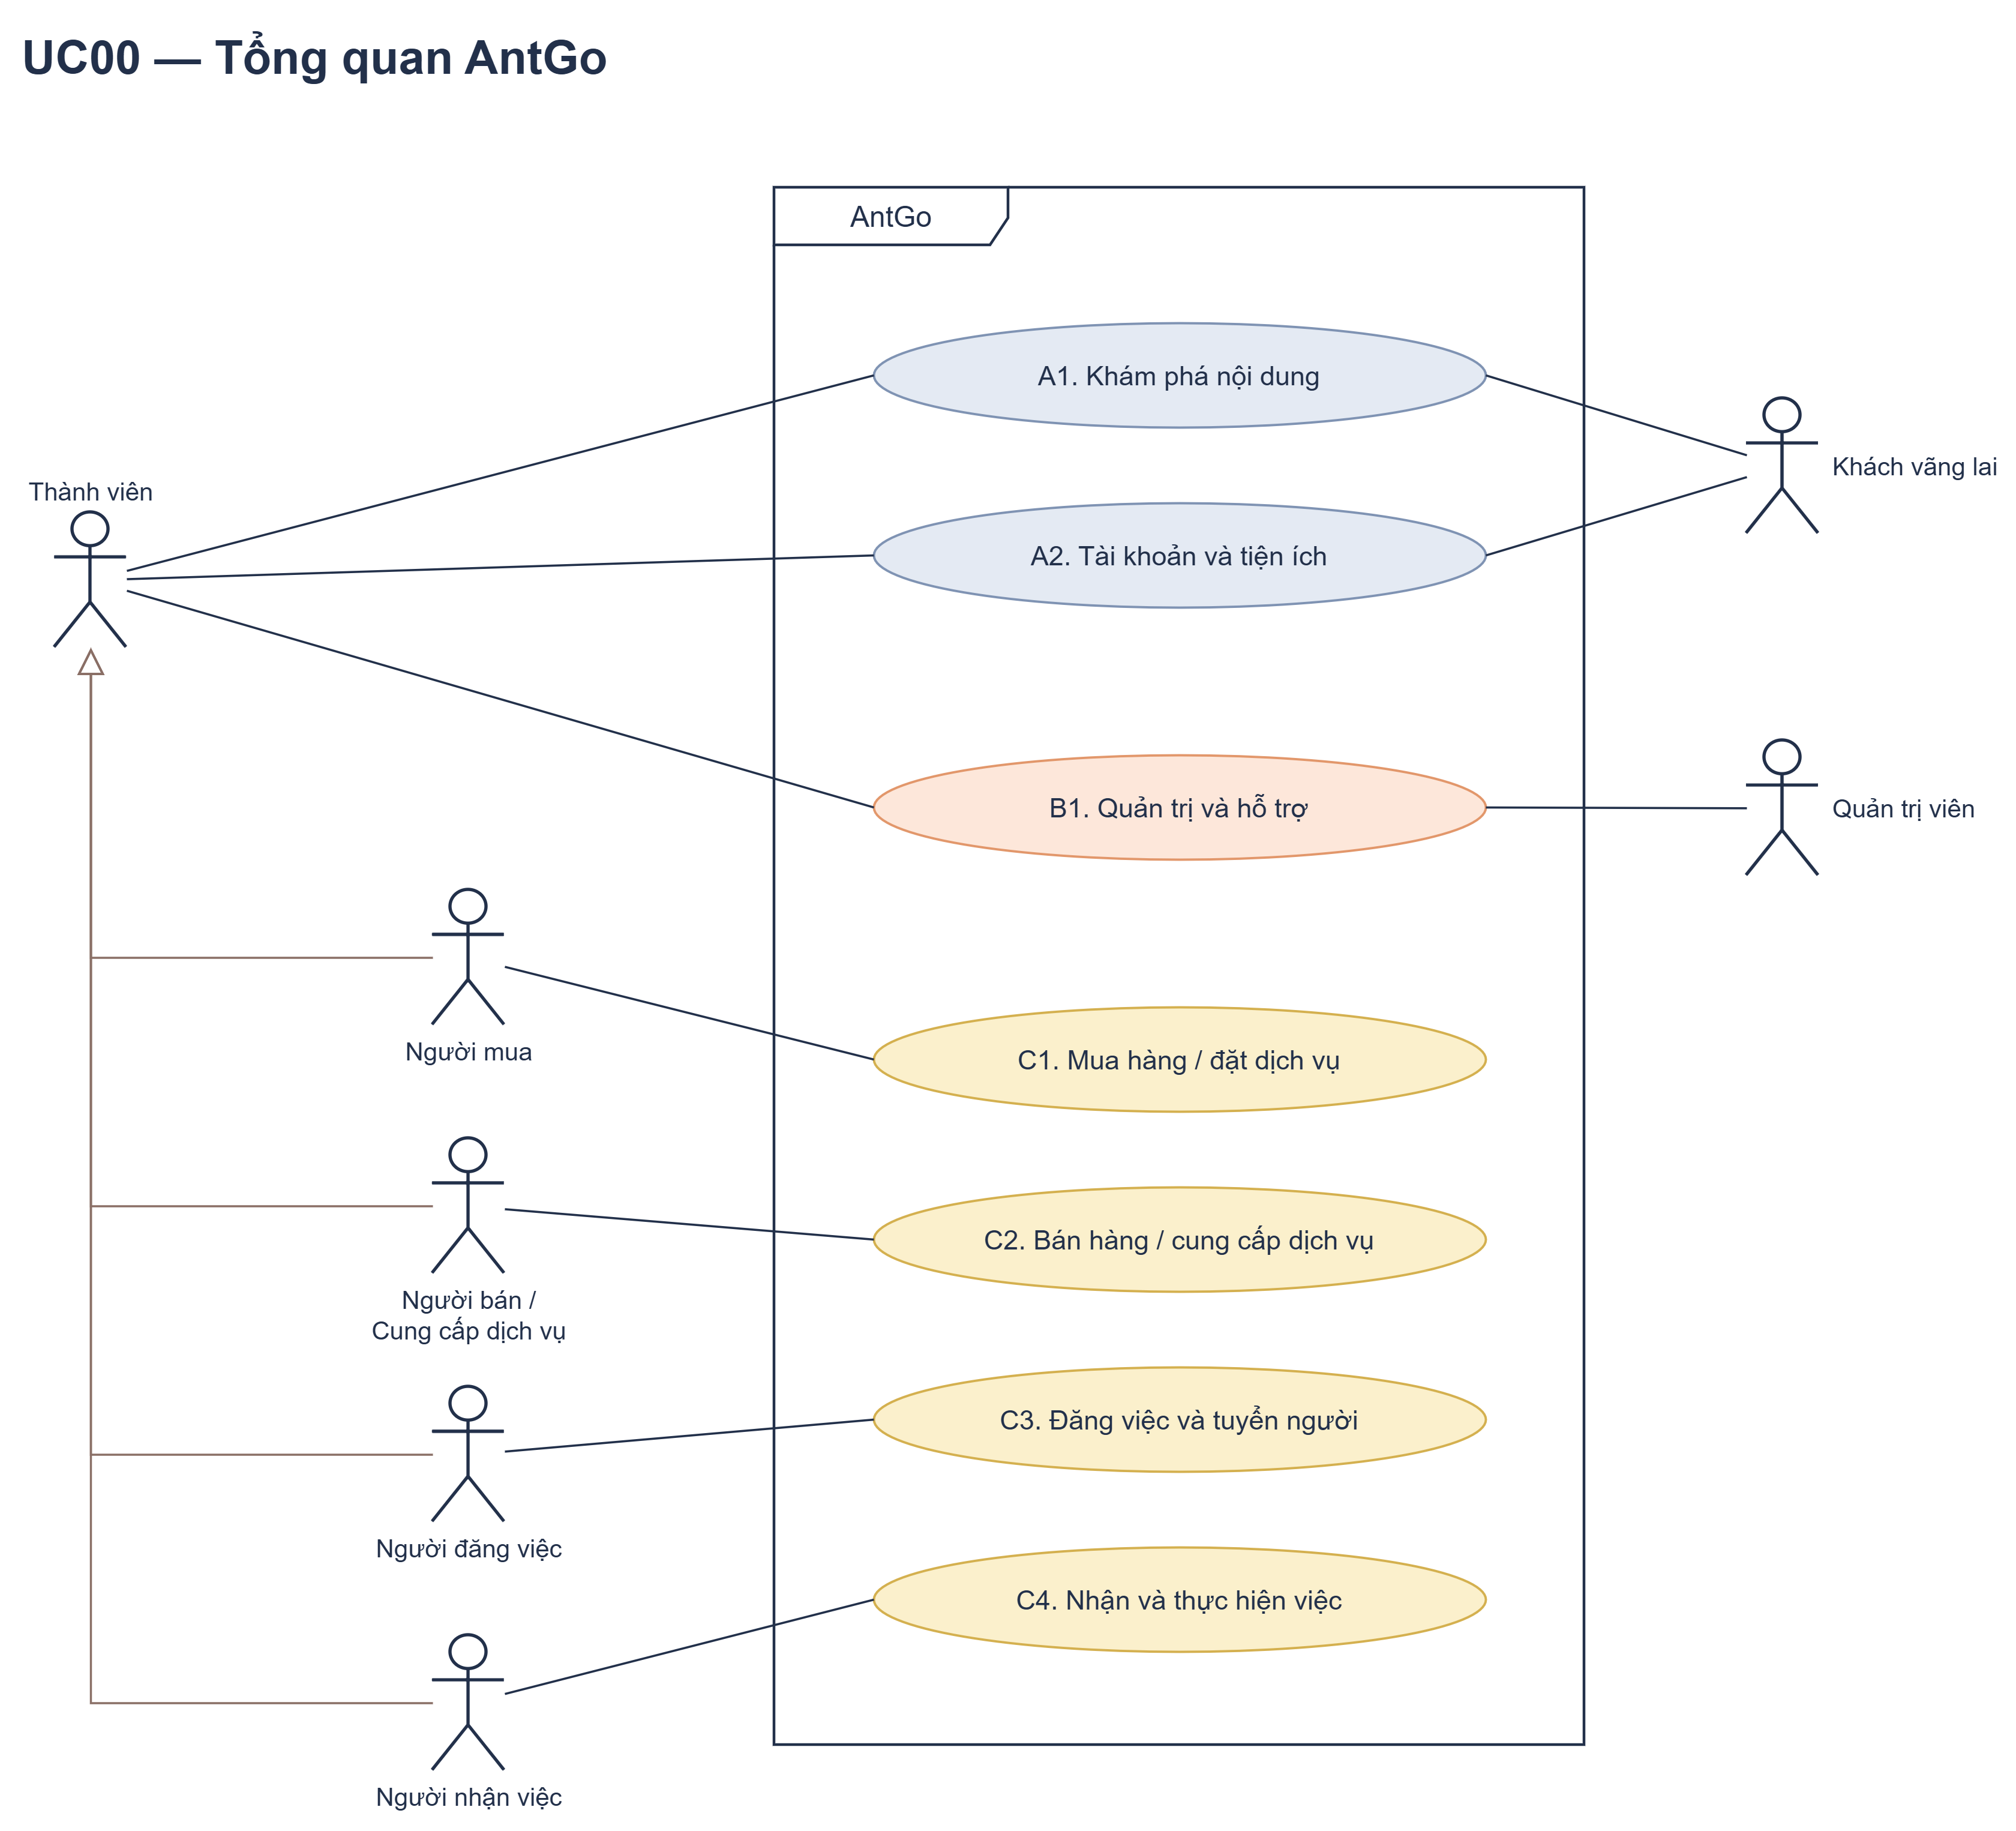 UC00 — Tổng quan AntGo
AntGo
A1. Khám phá nội dung
Khách vãng lai
Thành viên
A2. Tài khoản và tiện ích
B1. Quản trị và hỗ trợ
Quản trị viên
Người mua
C1. Mua hàng / đặt dịch vụ
C2. Bán hàng / cung cấp dịch vụ
Người bán /
Cung cấp dịch vụ
C3. Đăng việc và tuyển người
Người đăng việc
C4. Nhận và thực hiện việc
Người nhận việc